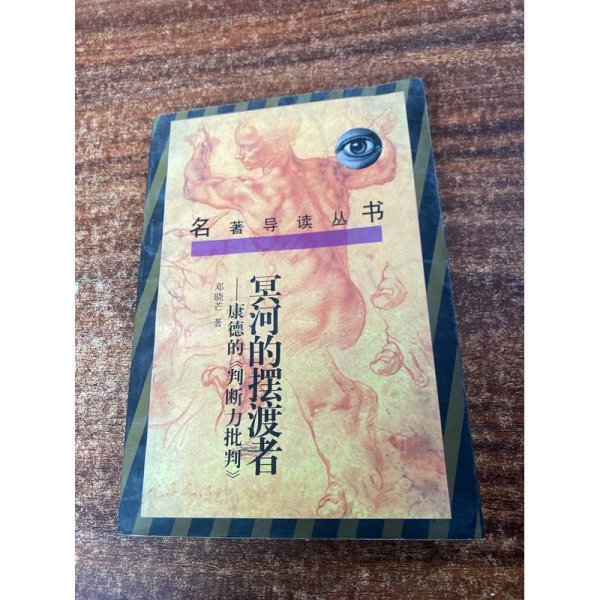 名著导读丛书
冥河的摆渡者
——康德的《判断力批判》
邓晓芒 著